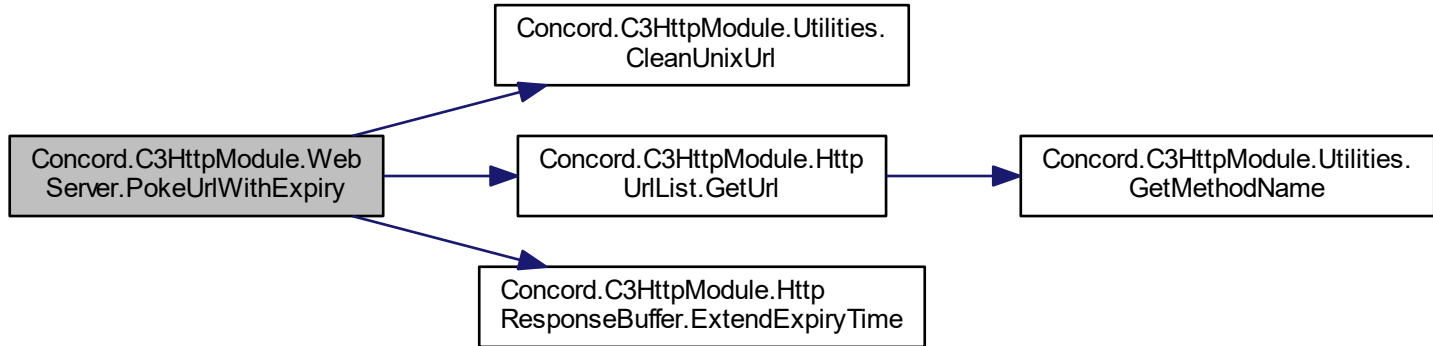 Concord.C3HttpModule.Utilities.
CleanUnixUrl
Concord.C3HttpModule.Web
Server.PokeUrlWithExpiry
Concord.C3HttpModule.Http
UrlList.GetUrl
Concord.C3HttpModule.Utilities.
GetMethodName
Concord.C3HttpModule.Http
ResponseBuffer.ExtendExpiryTime